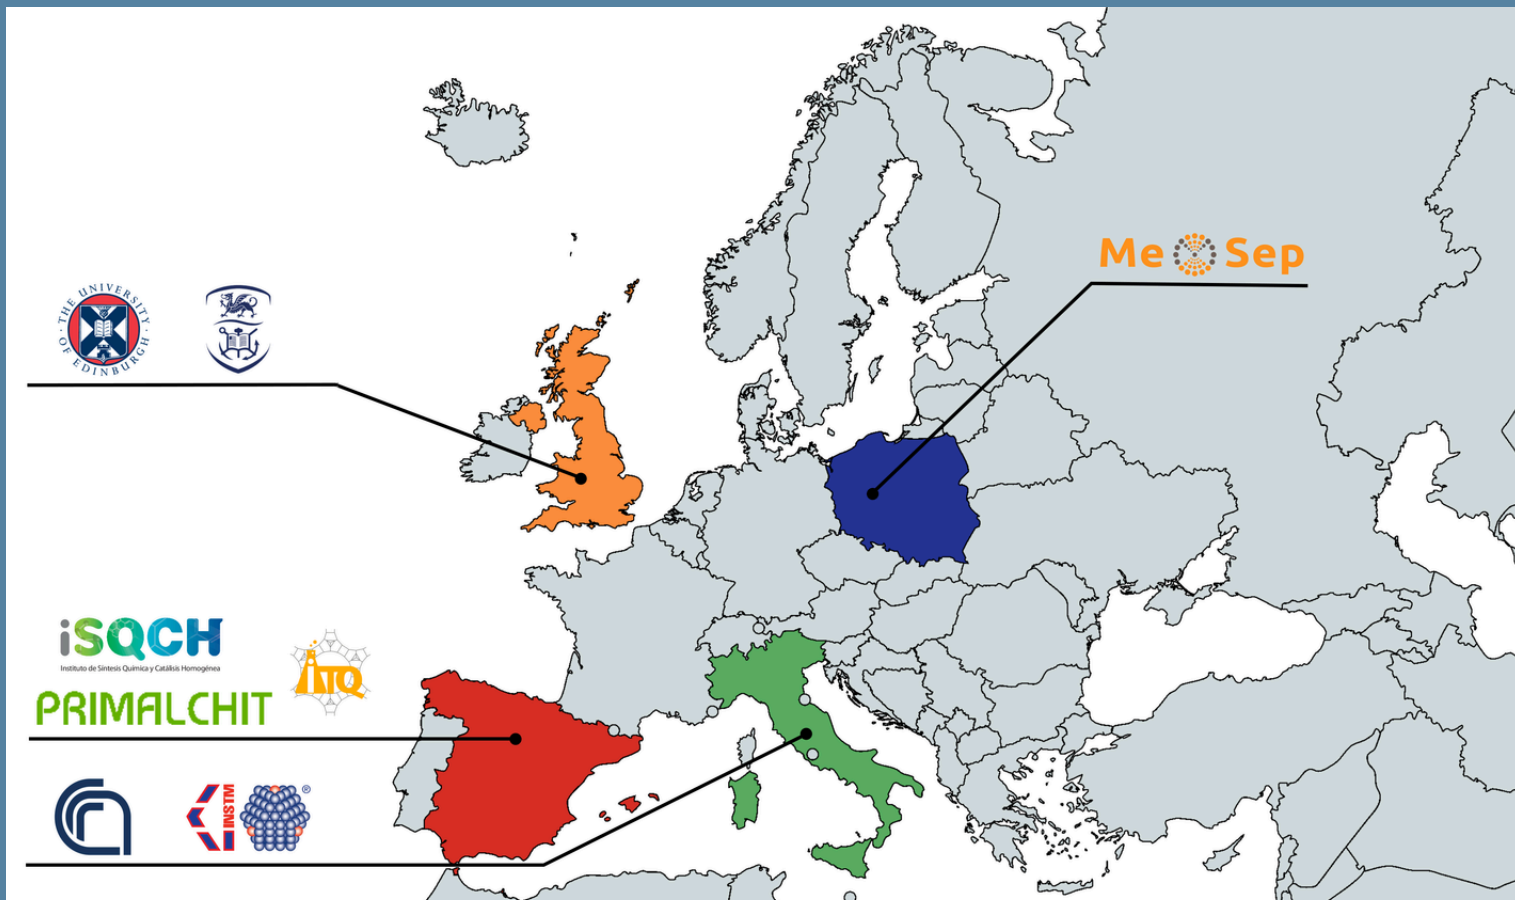 THE UNIVERSITY OF EDINBURGH
Me Sep
iSQCH
Instituto de Síntesis Química y Catálisis Homogénea
iTQ
PRIMALCHIT
INSTM
®